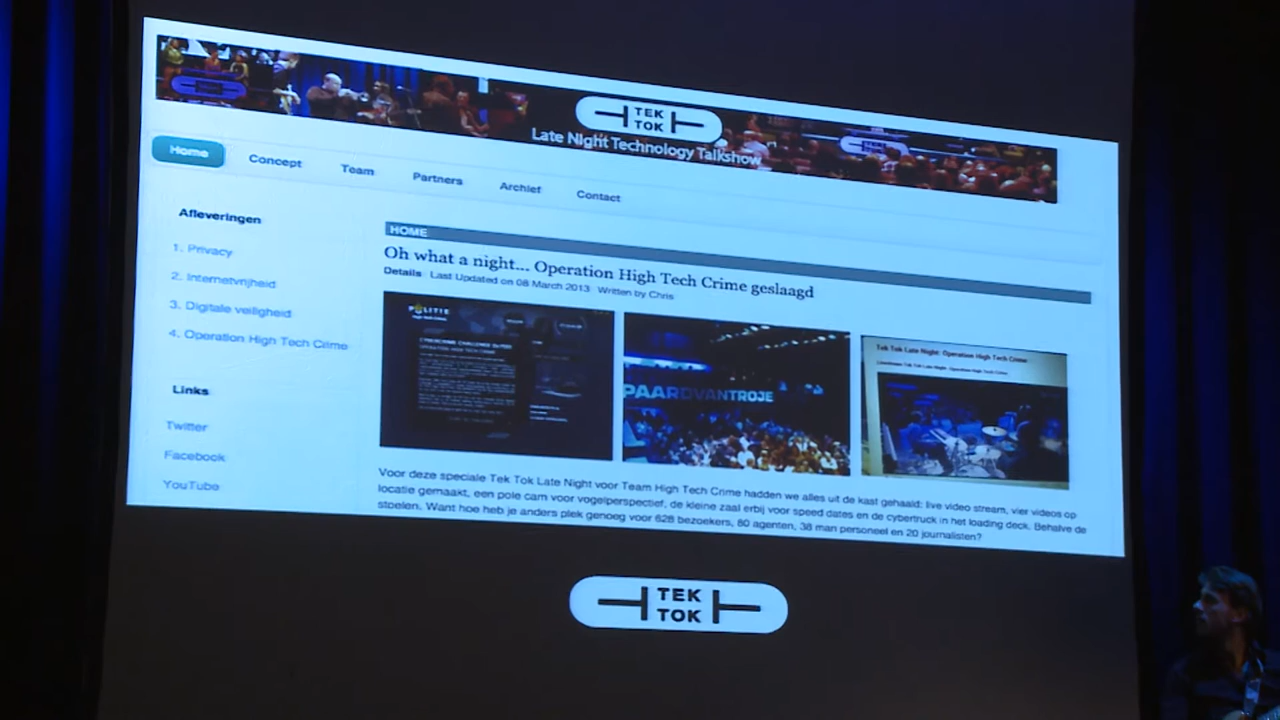 TEK
TOK
Late Night Technology Talkshow
Home
Concept
Team
Partners
Archief
Contact
Afleveringen
1. Privacy
2. Internetvrijheid
3. Digitale veiligheid
4. Operation High Tech Crime
Links
Twitter
Facebook
YouTube
HOME
Oh what a night... Operation High Tech Crime geslaagd
Details Last Updated on 08 March 2013 Written by Chris
POLITIE
High Tech Crime
PAARDVANTROJE
Tek Tok Late Night: Operation High Tech Crime
Voor deze speciale Tek Tok Late Night voor Team High Tech Crime hadden we alles uit de kast gehaald: live video stream, vier videos op
locatie gemaakt, een pole cam voor vogelperspectief, de kleine zaal erbij voor speed dates en de cybertruck in het loading deck. Behalve de
stoelen. Want hoe heb je anders plek genoeg voor 628 bezoekers, 80 agenten, 38 man personeel en 20 journalisten?
TEK
TOK